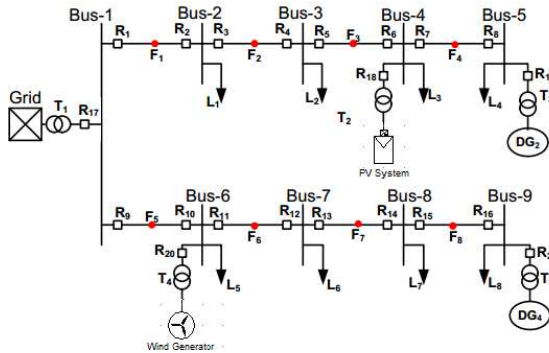 Bus-1 Bus-2 Bus-3 Bus-4 Bus-5
R1 R2 R3 R4 R5 F3 R6 R7 R8
F1 F2 F4
Grid
T1
R17
R18
L1 L2 L3 L4
T2
DG2
PV System
Bus-6 Bus-7 Bus-8 Bus-9
R9 F5 R10 R11 R12 R13 R14 R15 R16
F6 F7 F8
R20
T4
L5 L6 L7 L8
DG4
Wind Generator